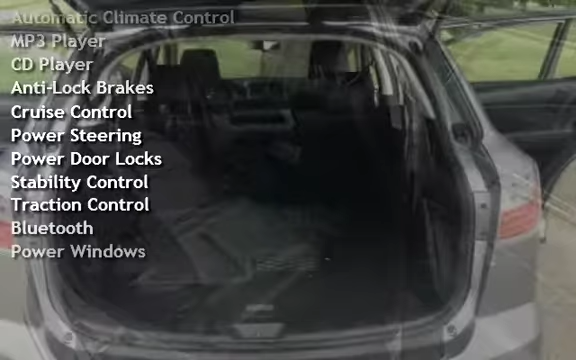 Automatic Climate Control
MP3 Player
CD Player
Anti-Lock Brakes
Cruise Control
Power Steering
Power Door Locks
Stability Control
Traction Control
Bluetooth
Power Windows